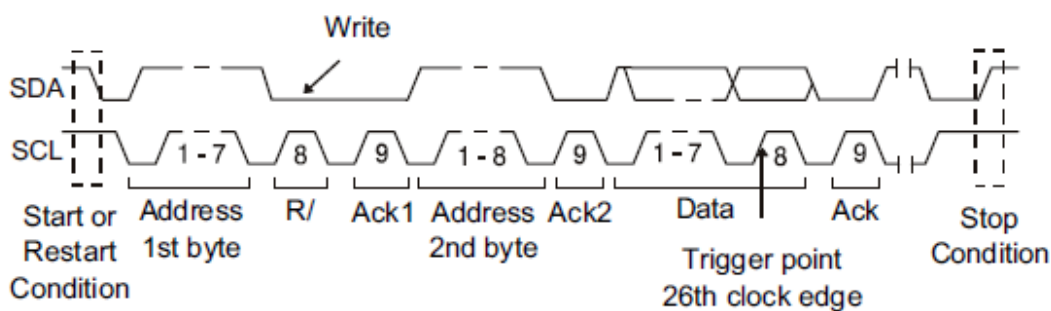 Write
SDA
SCL
1 - 7
8
9
1 - 8
9
1 - 7
8
9
Start or
Restart
Condition
Address
1st byte
R/
Ack1
Address
2nd byte
Ack2
Data
Ack
Stop
Condition
Trigger point
26th clock edge